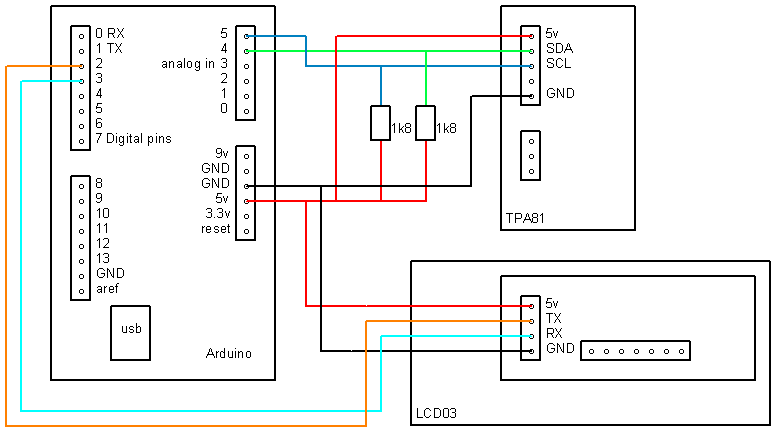 0 RX
1 TX
2
3
4
5
6
7 Digital pins
8
9
10
11
12
13
GND
aref
usb
Arduino
5
4
analog in 3
2
1
0
9v
GND
GND
5v
3.3v
reset
1k8
1k8
5v
SDA
SCL
GND
TPA81
5v
TX
RX
GND
LCD03